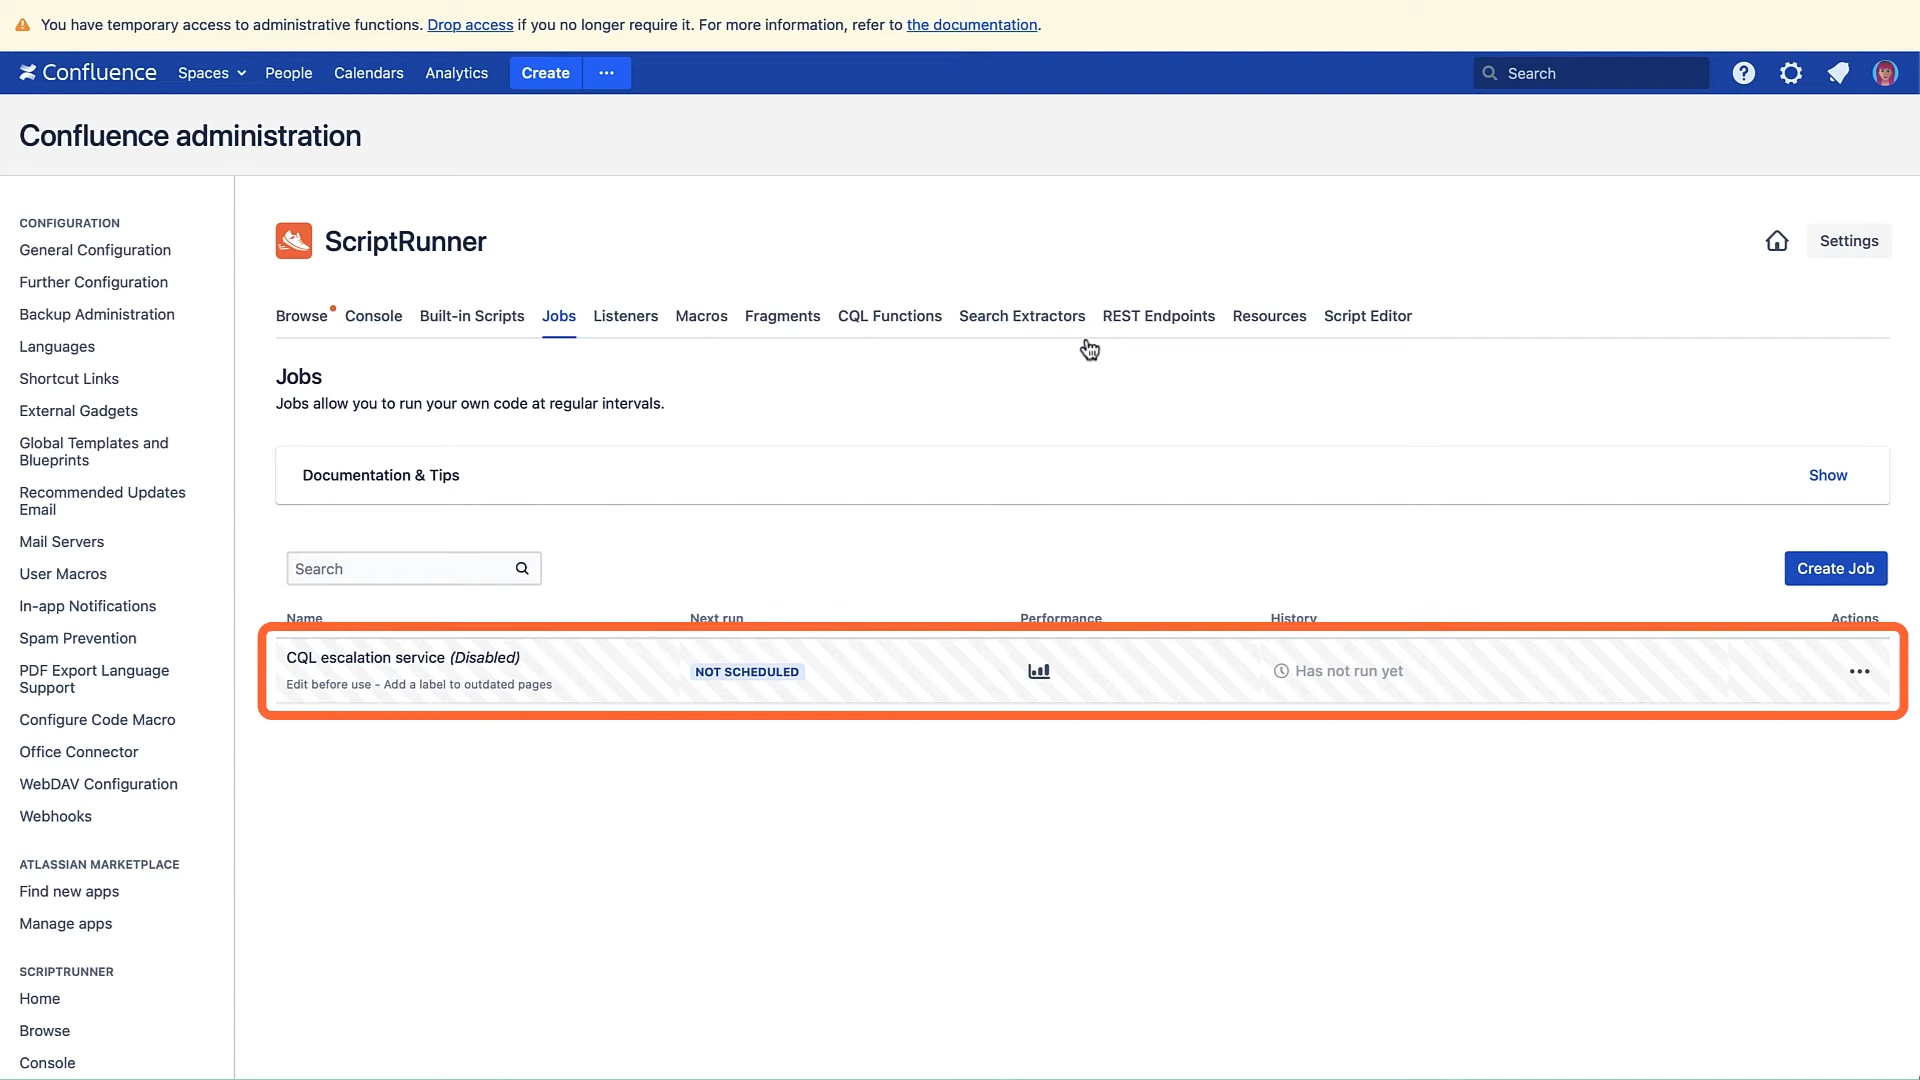 You have temporary access to administrative functions. Drop access if you no longer require it. For more information, refer to the documentation.
Confluence Spaces People Calendars Analytics Create ··· Search
Confluence administration
CONFIGURATION
General Configuration
Further Configuration
Backup Administration
Languages
Shortcut Links
External Gadgets
Global Templates and
Blueprints
Recommended Updates
Email
Mail Servers
User Macros
In-app Notifications
Spam Prevention
PDF Export Language
Support
Configure Code Macro
Office Connector
WebDAV Configuration
Webhooks
ATLASSIAN MARKETPLACE
Find new apps
Manage apps
SCRIPTRUNNER
Home
Browse
Console
ScriptRunner
Settings
Browse Console Built-in Scripts Jobs Listeners Macros Fragments CQL Functions Search Extractors REST Endpoints Resources Script Editor
Jobs
Jobs allow you to run your own code at regular intervals.
Documentation & Tips Show
Search
Create Job
Name Next run Performance History Actions
CQL escalation service (Disabled)
Edit before use - Add a label to outdated pages
NOT SCHEDULED
Has not run yet